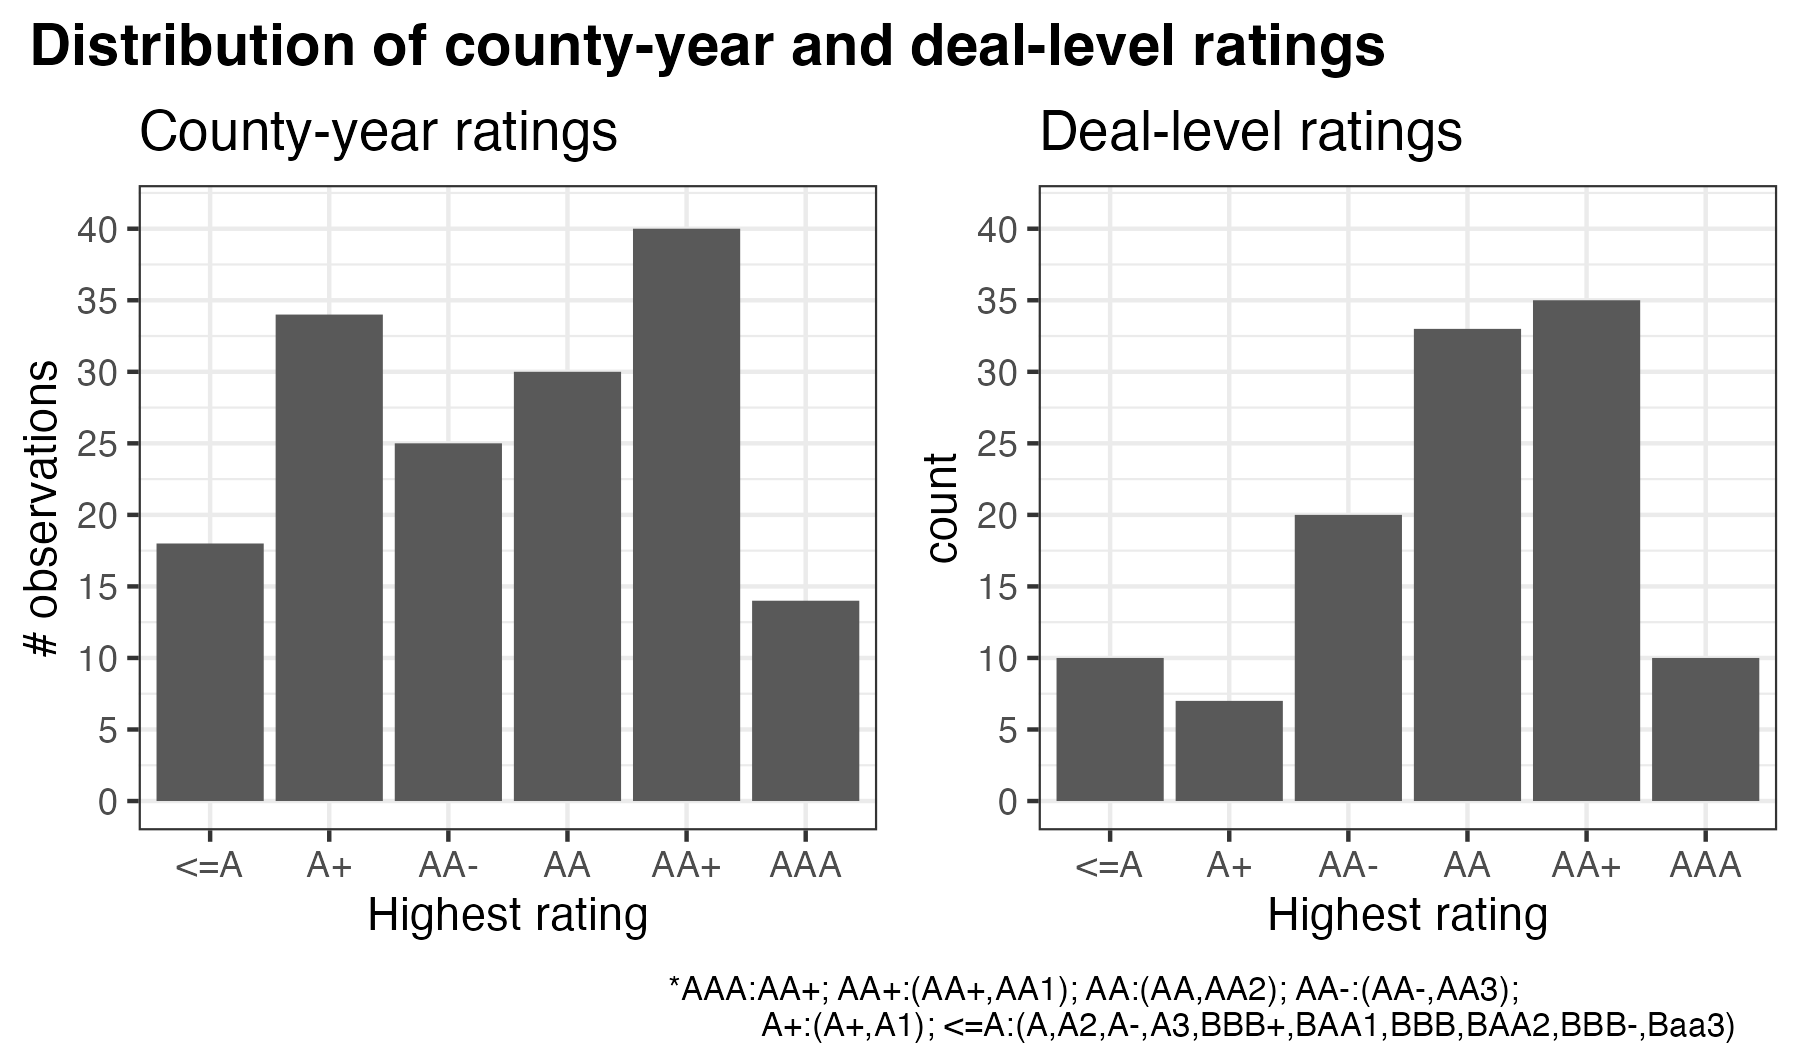 Distribution of county-year and deal-level ratings
County-year ratings
# observations
40
35
30
25
20
15
10
5
0
<=A A+ AA- AA AA+ AAA
Highest rating
Deal-level ratings
count
40
35
30
25
20
15
10
5
0
<=A A+ AA- AA AA+ AAA
Highest rating
*AAA:AA+; AA+:(AA+,AA1); AA:(AA,AA2); AA-:(AA-,AA3);
A+:(A+,A1); <=A:(A,A2,A-,A3,BBB+,BAA1,BBB,BAA2,BBB-,Baa3)